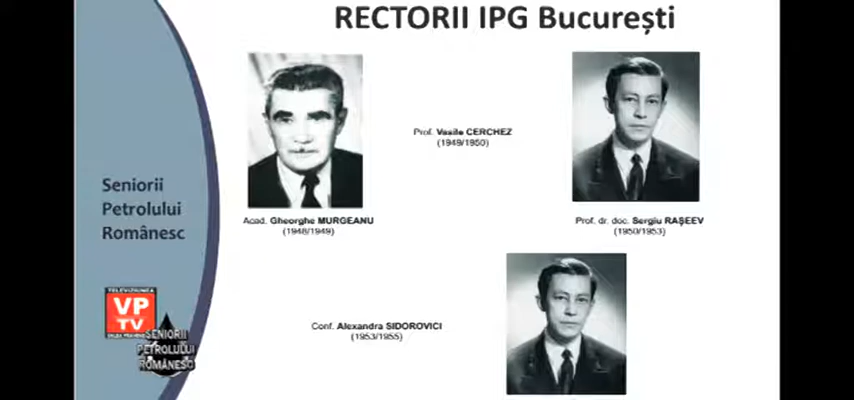 RECTORII IPG București
Prof. Vasile CERCHEZ
(1949/1950)
Acad. Gheorghe MURGEANU
(1948/1949)
Prof. dr. doc. Sergiu RAȘEEV
(1950/1953)
Seniorii
Petrolului
Românesc
Conf. Alexandra SIDOROVICI
(1953/1955)
TELEVIZIUNEA
VP
TV
SENIORII
PETROLULUI
ROMÂNESC